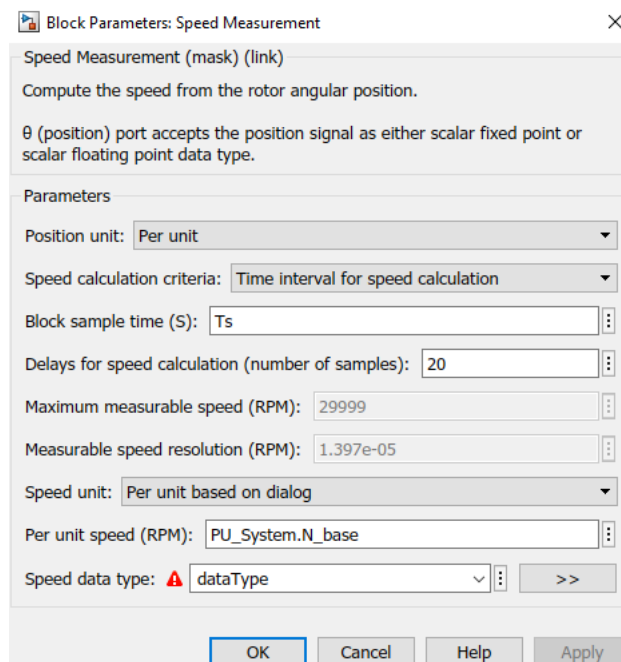 Block Parameters: Speed Measurement
Speed Measurement (mask) (link)
Compute the speed from the rotor angular position.
θ (position) port accepts the position signal as either scalar fixed point or
scalar floating point data type.
Parameters
Position unit: Per unit
Speed calculation criteria: Time interval for speed calculation
Block sample time (S): Ts
Delays for speed calculation (number of samples): 20
Maximum measurable speed (RPM): 29999
Measurable speed resolution (RPM): 1.397e-05
Speed unit: Per unit based on dialog
Per unit speed (RPM): PU_System.N_base
Speed data type: dataType >>
OK Cancel Help Apply